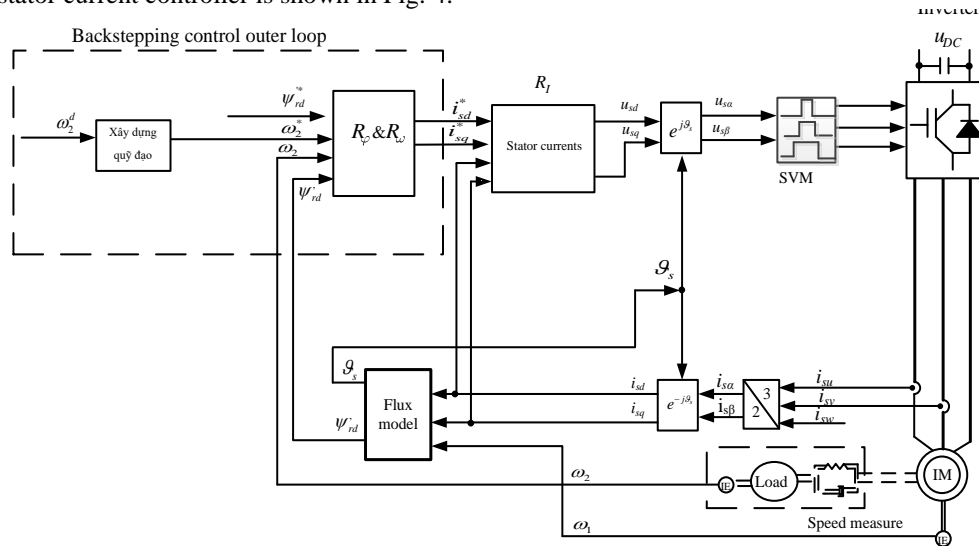 stator current controller is shown in Fig. 4.
Inverter
Backstepping control outer loop
u_DC
ψ'^*_rd
R_I
ω_2^d
Xây dựng
quỹ đạo
ω_2^*
ω_2
ψ'_rd
R_φ & R_ω
i_sd^*
i_sq^*
Stator currents
u_sd
u_sq
e^{jϑ_s}
u_sα
u_sβ
SVM
ϑ_s
ϑ_s
ψ'_rd
Flux
model
i_sd
i_sq
e^{-jϑ_s}
i_sα
i_sβ
3
2
i_su
i_sv
i_sw
ω_2
IE
Load
IM
Speed measure
ω_1
IE